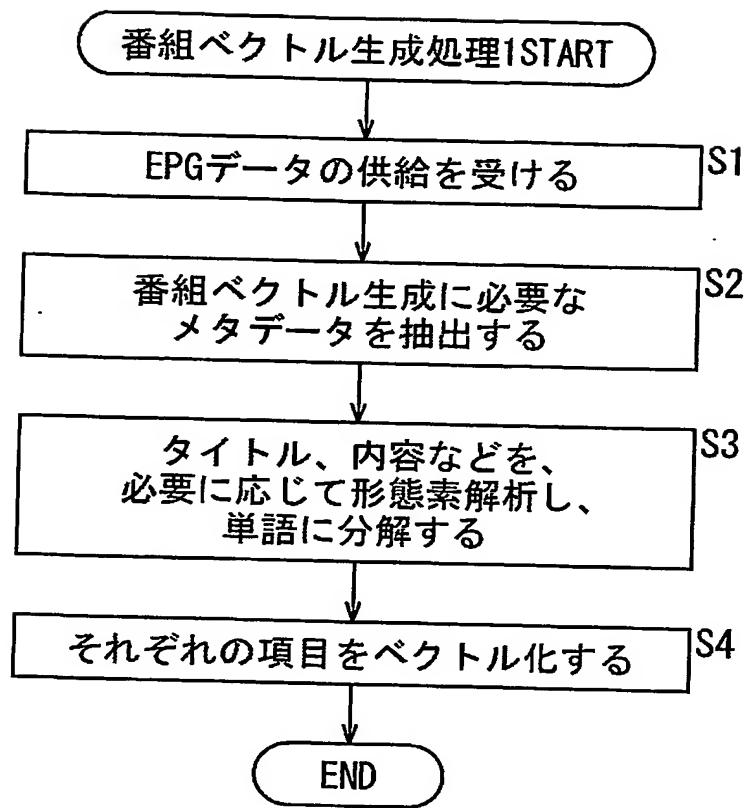 番組ベクトル生成処理1START
EPGデータの供給を受ける
S1
番組ベクトル生成に必要な
メタデータを抽出する
S2
タイトル、内容などを、
必要に応じて形態素解析し、
単語に分解する
S3
それぞれの項目をベクトル化する
S4
END